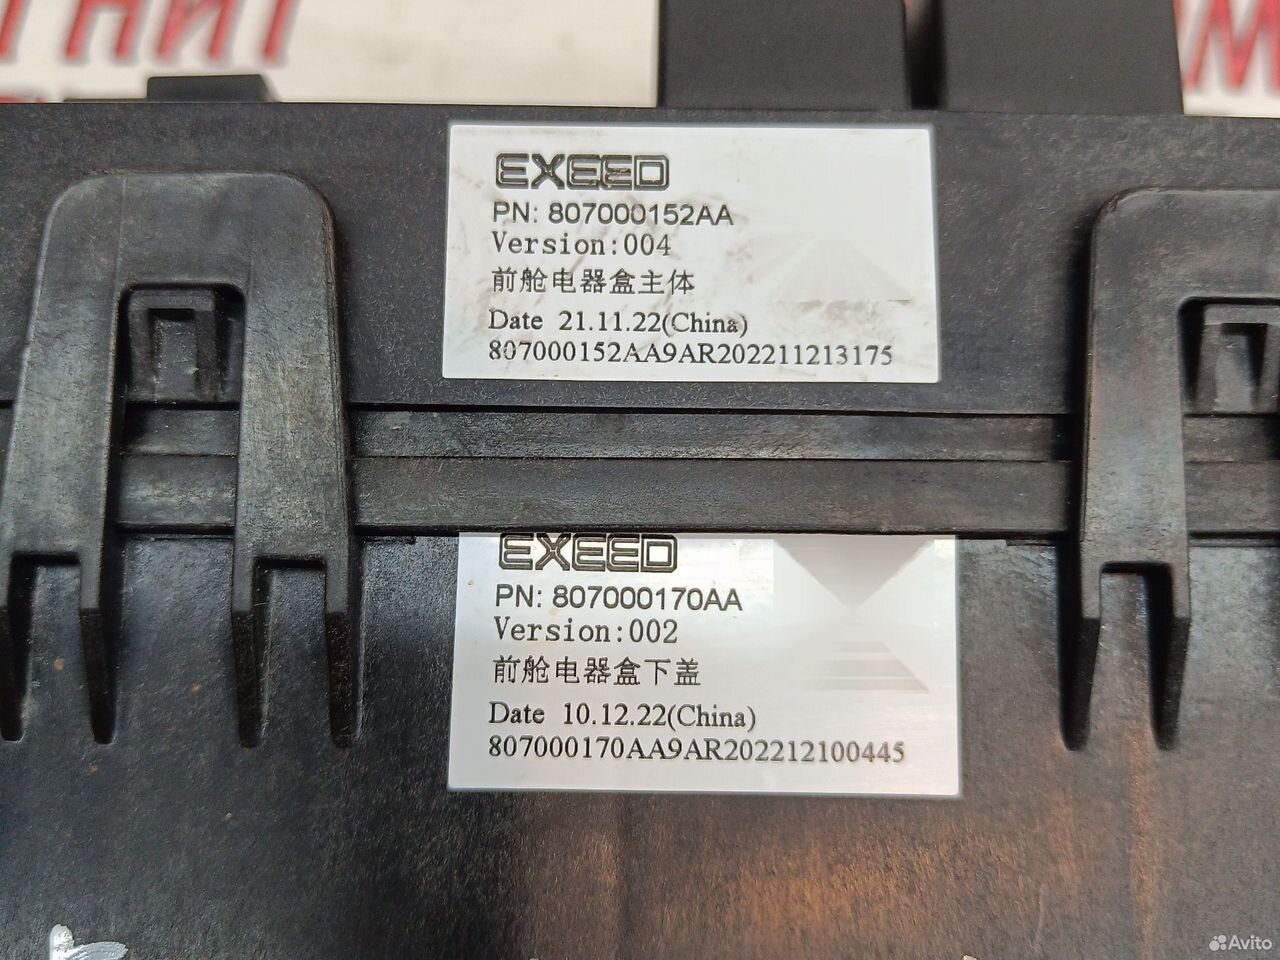 EXEED
PN: 807000152AA
Version:004
前舱电器盒主体
Date 21.11.22(China)
807000152AA9AR202211213175
EXEED
PN: 807000170AA
Version:002
前舱电器盒下盖
Date 10.12.22(China)
807000170AA9AR202212100445
Avito